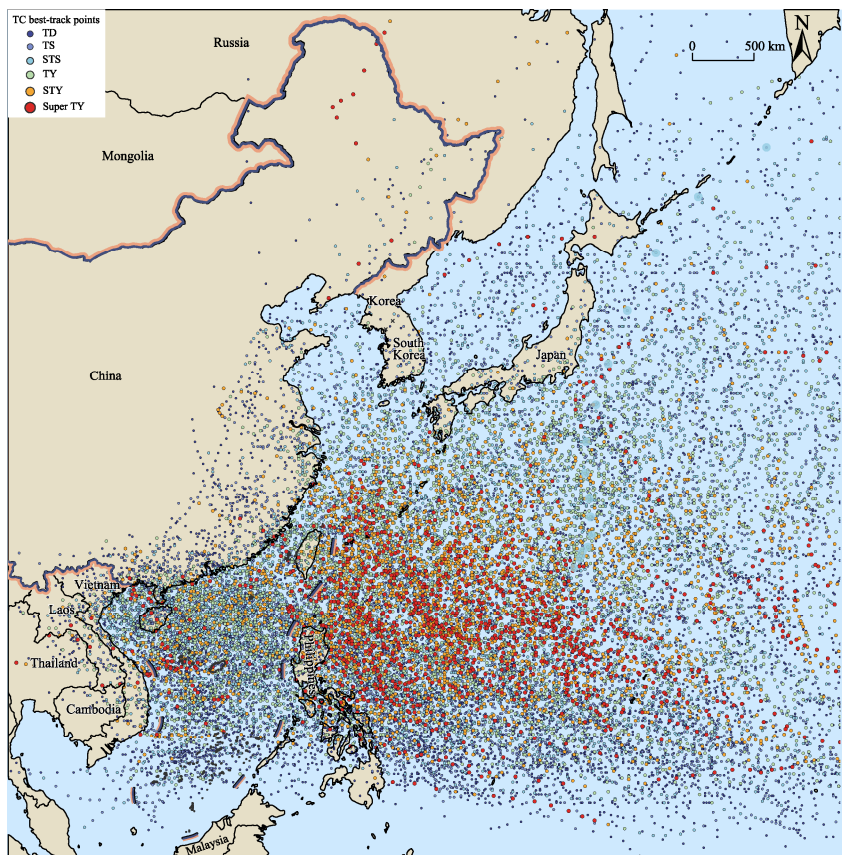 TC best-track points
TD
TS
STS
TY
STY
Super TY
Russia
0 500 km
N
Mongolia
Korea
South
Korea
Japan
China
Vietnam
Laos
Thailand
Philippines
Cambodia
Malaysia